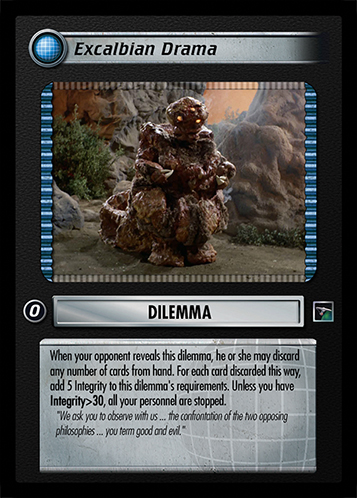 Excalbian Drama
0
DILEMMA
When your opponent reveals this dilemma, he or she may discard
any number of cards from hand. For each card discarded this way,
add 5 Integrity to this dilemma's requirements. Unless you have
Integrity>30, all your personnel are stopped.
"We ask you to observe with us ... the confrontation of the two opposing
philosophies ... you term good and evil."